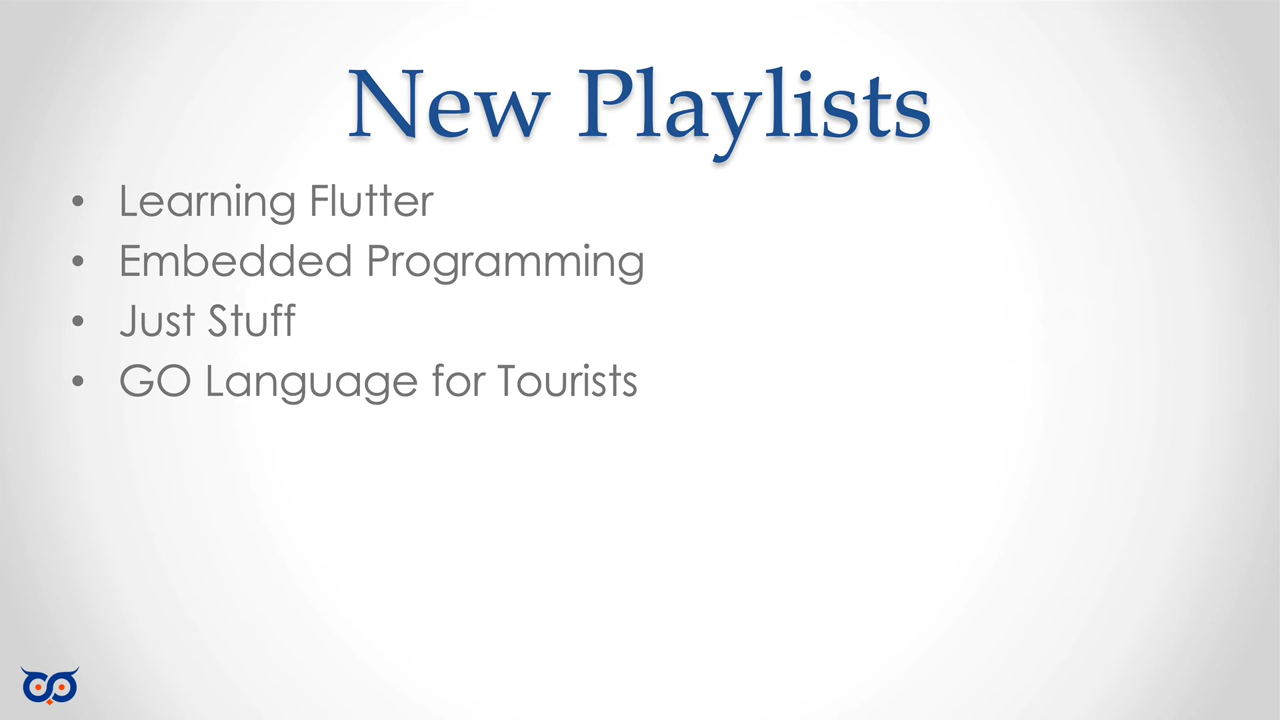 New Playlists
• Learning Flutter
• Embedded Programming
• Just Stuff
• GO Language for Tourists